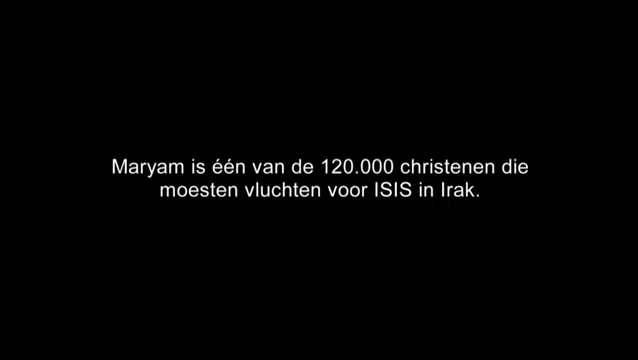 Maryam is één van de 120.000 christenen die
moesten vluchten voor ISIS in Irak.